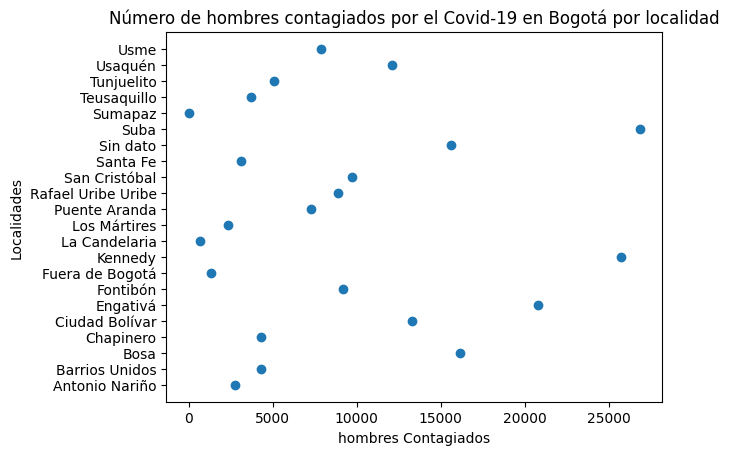 Número de hombres contagiados por el Covid-19 en Bogotá por localidad
Localidades
Usme
Usaquén
Tunjuelito
Teusaquillo
Sumapaz
Suba
Sin dato
Santa Fe
San Cristóbal
Rafael Uribe Uribe
Puente Aranda
Los Mártires
La Candelaria
Kennedy
Fuera de Bogotá
Fontibón
Engativá
Ciudad Bolívar
Chapinero
Bosa
Barrios Unidos
Antonio Nariño
0 5000 10000 15000 20000 25000
hombres Contagiados